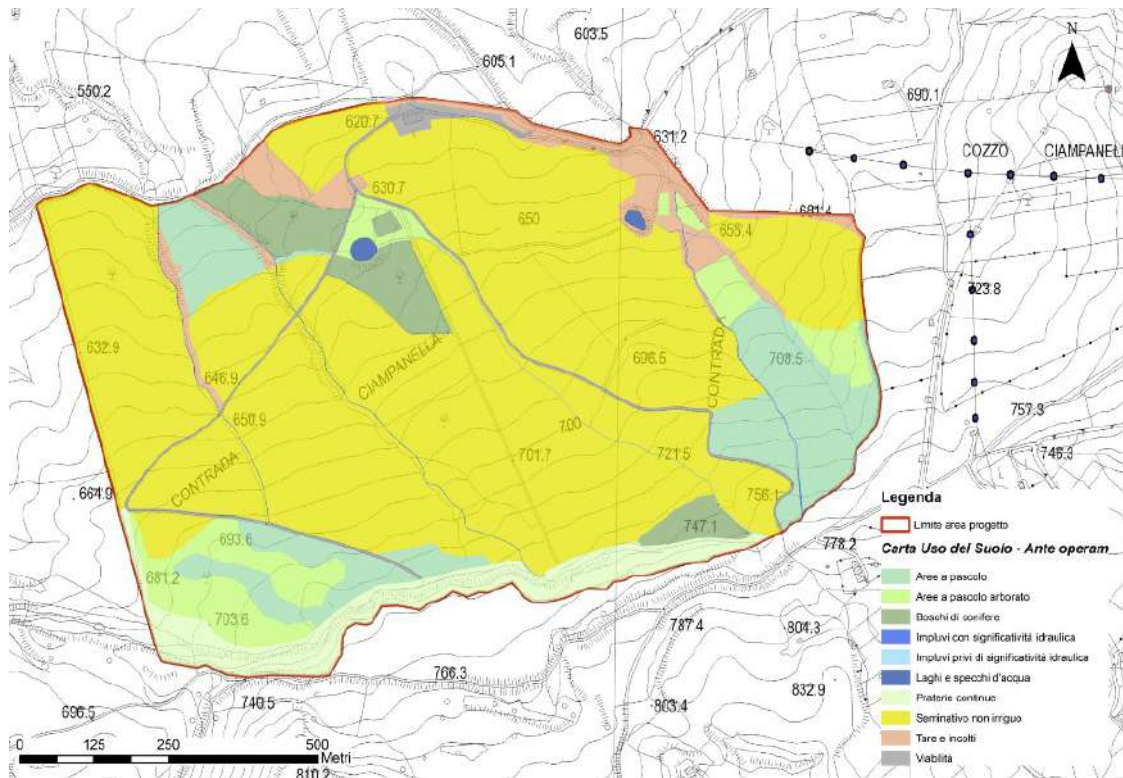 603.5
N
605.1
550.2
690.1
620.7
631.2
COZZO CIAMPANELL
630.7
650
655.4
723.8
632.9
CIAMPANELLA
696.5
CONTRADA
708.5
646.9
650.9
757.3
700
701.7
721.5
746.3
664.9
CONTRADA
756.1
747.1
693.6
778.2
681.2
703.6
787.4
804.3
766.3
740.5
832.9
696.5
803.4
810.2
Legenda
Limite area progetto
Carta Uso del Suolo - Ante operam
Aree a pascolo
Aree a pascolo arborato
Boschi di conifere
Impluvi con significatività idraulica
Impluvi privi di significatività idraulica
Laghi e specchi d'acqua
Praterie continue
Seminativo non irriguo
Tare e incolti
Viabilità
0 125 250 500
Metri